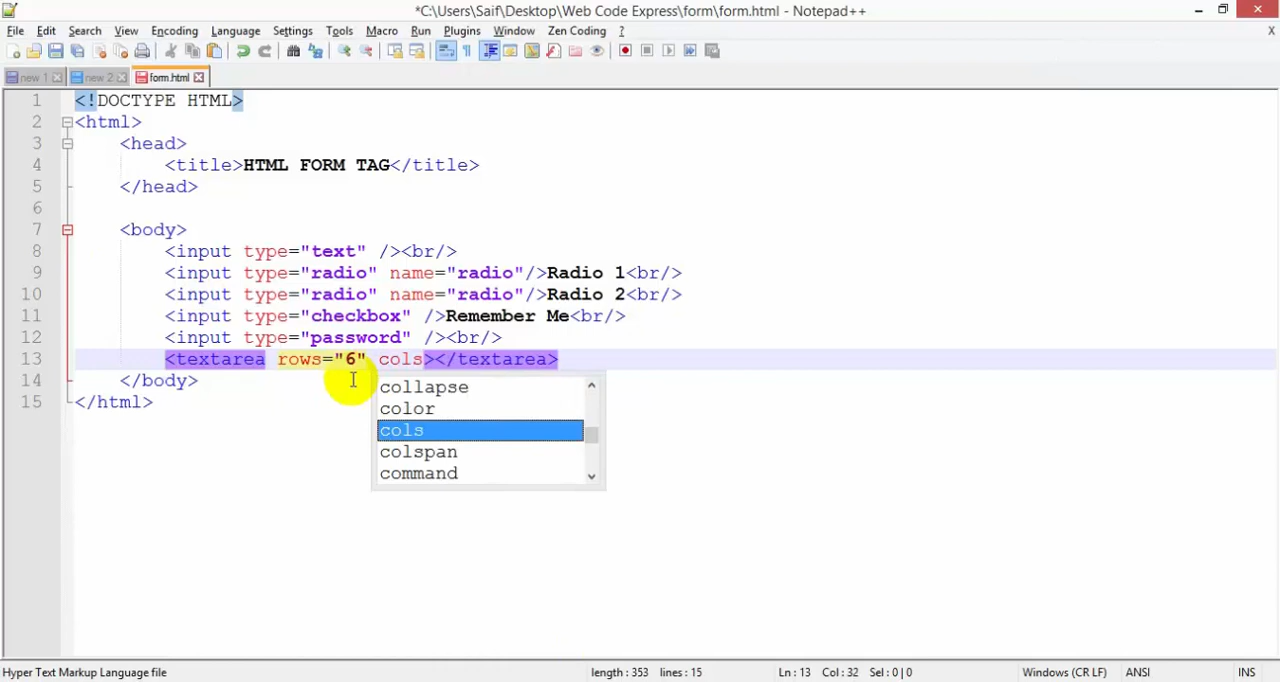 *C:\Users\Saif\Desktop\Web Code Express\form\form.html - Notepad++
File Edit Search View Encoding Language Settings Tools Macro Run Plugins Window Zen Coding ? X
new 1 new 2 form.html
1 <!DOCTYPE HTML>
2 <html>
3 <head>
4 <title>HTML FORM TAG</title>
5 </head>
6
7 <body>
8 <input type="text" /><br/>
9 <input type="radio" name="radio"/>Radio 1<br/>
10 <input type="radio" name="radio"/>Radio 2<br/>
11 <input type="checkbox" />Remember Me<br/>
12 <input type="password" /><br/>
13 <textarea rows="6" cols></textarea>
14 </body>
15 </html>
collapse
color
cols
colspan
command
Hyper Text Markup Language file length : 353 lines : 15 Ln : 13 Col : 32 Sel : 0 | 0 Windows (CR LF) ANSI INS